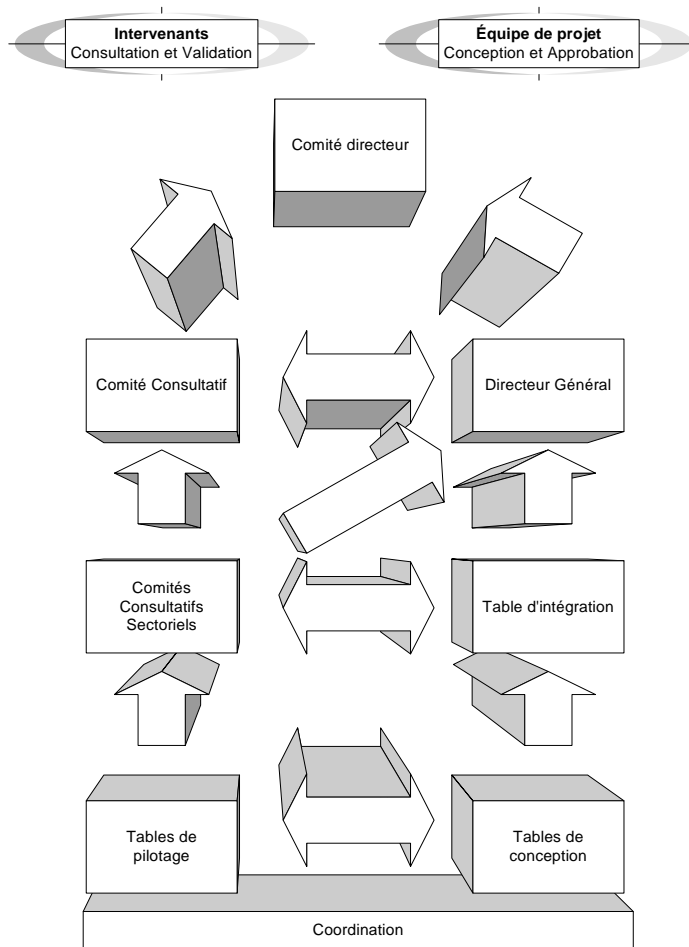 Intervenants
Consultation et Validation
Équipe de projet
Conception et Approbation
Comité directeur
Comité Consultatif
Directeur Général
Comités
Consultatifs
Sectoriels
Table d'intégration
Tables de
pilotage
Tables de
conception
Coordination